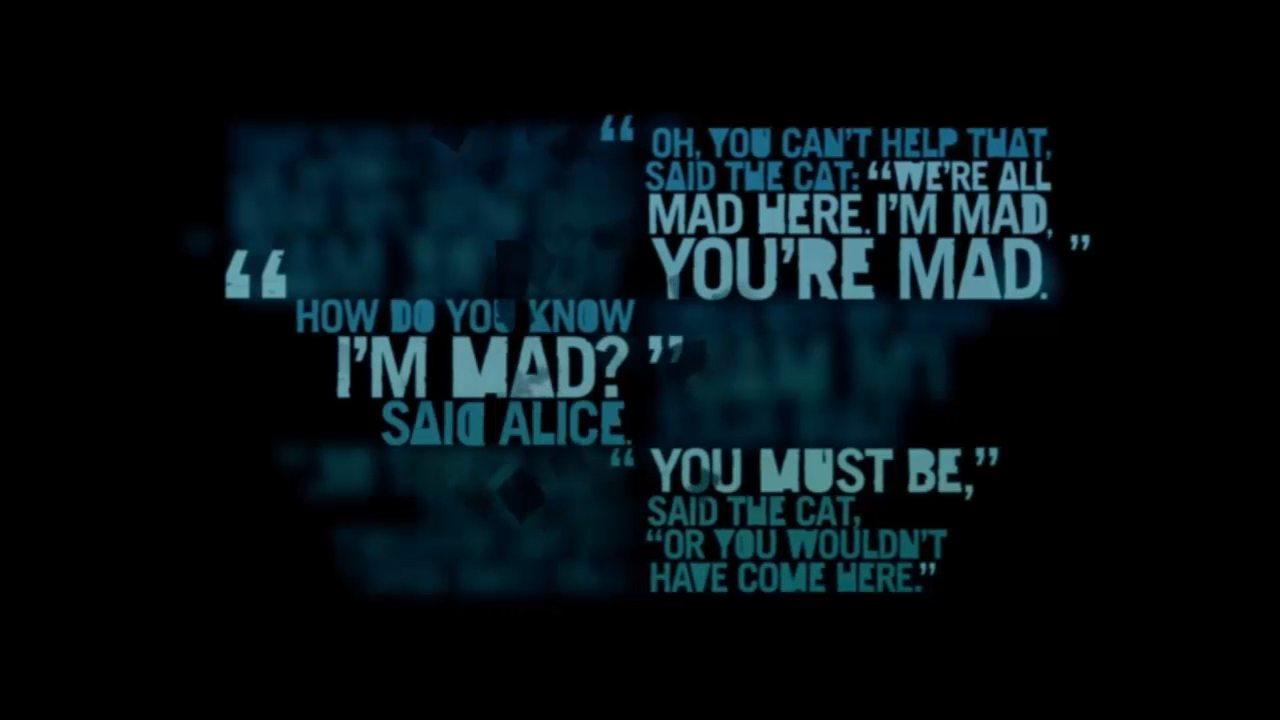 “ OH, YOU CAN’T HELP THAT,
SAID THE CAT: “WE’RE ALL
MAD HERE. I’M MAD,
YOU’RE MAD. ”
“ HOW DO YOU KNOW
I’M MAD? ”
SAID ALICE.
“ YOU MUST BE,”
SAID THE CAT,
“OR YOU WOULDN’T
HAVE COME HERE.”